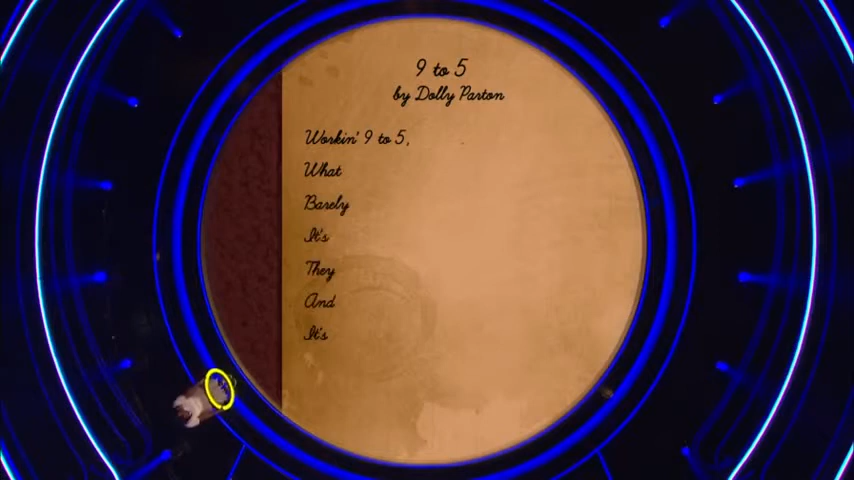 9 to 5
by Dolly Parton
Workin' 9 to 5,
What
Barely
It's
They
And
It's